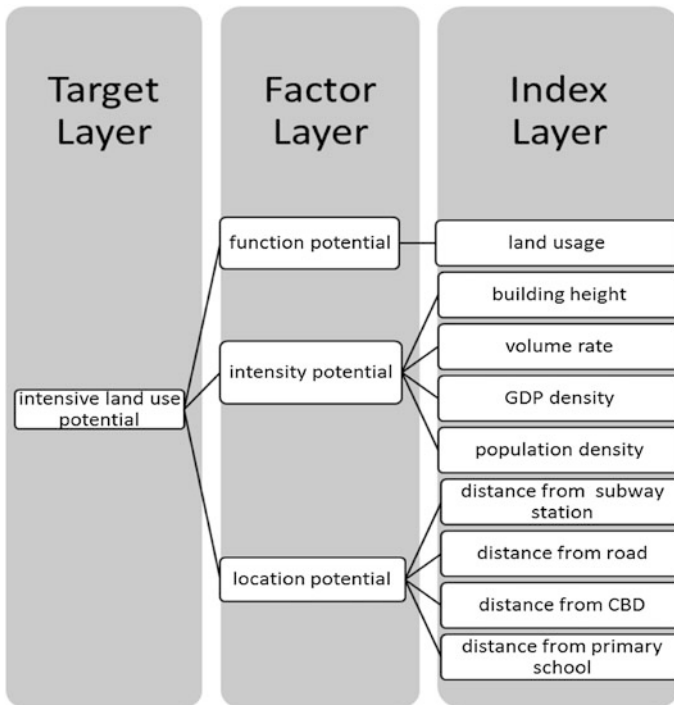 Target
Layer
Factor
Layer
Index
Layer
intensive land use
potential
function potential
intensity potential
location potential
land usage
building height
volume rate
GDP density
population density
distance from subway
station
distance from road
distance from CBD
distance from primary
school